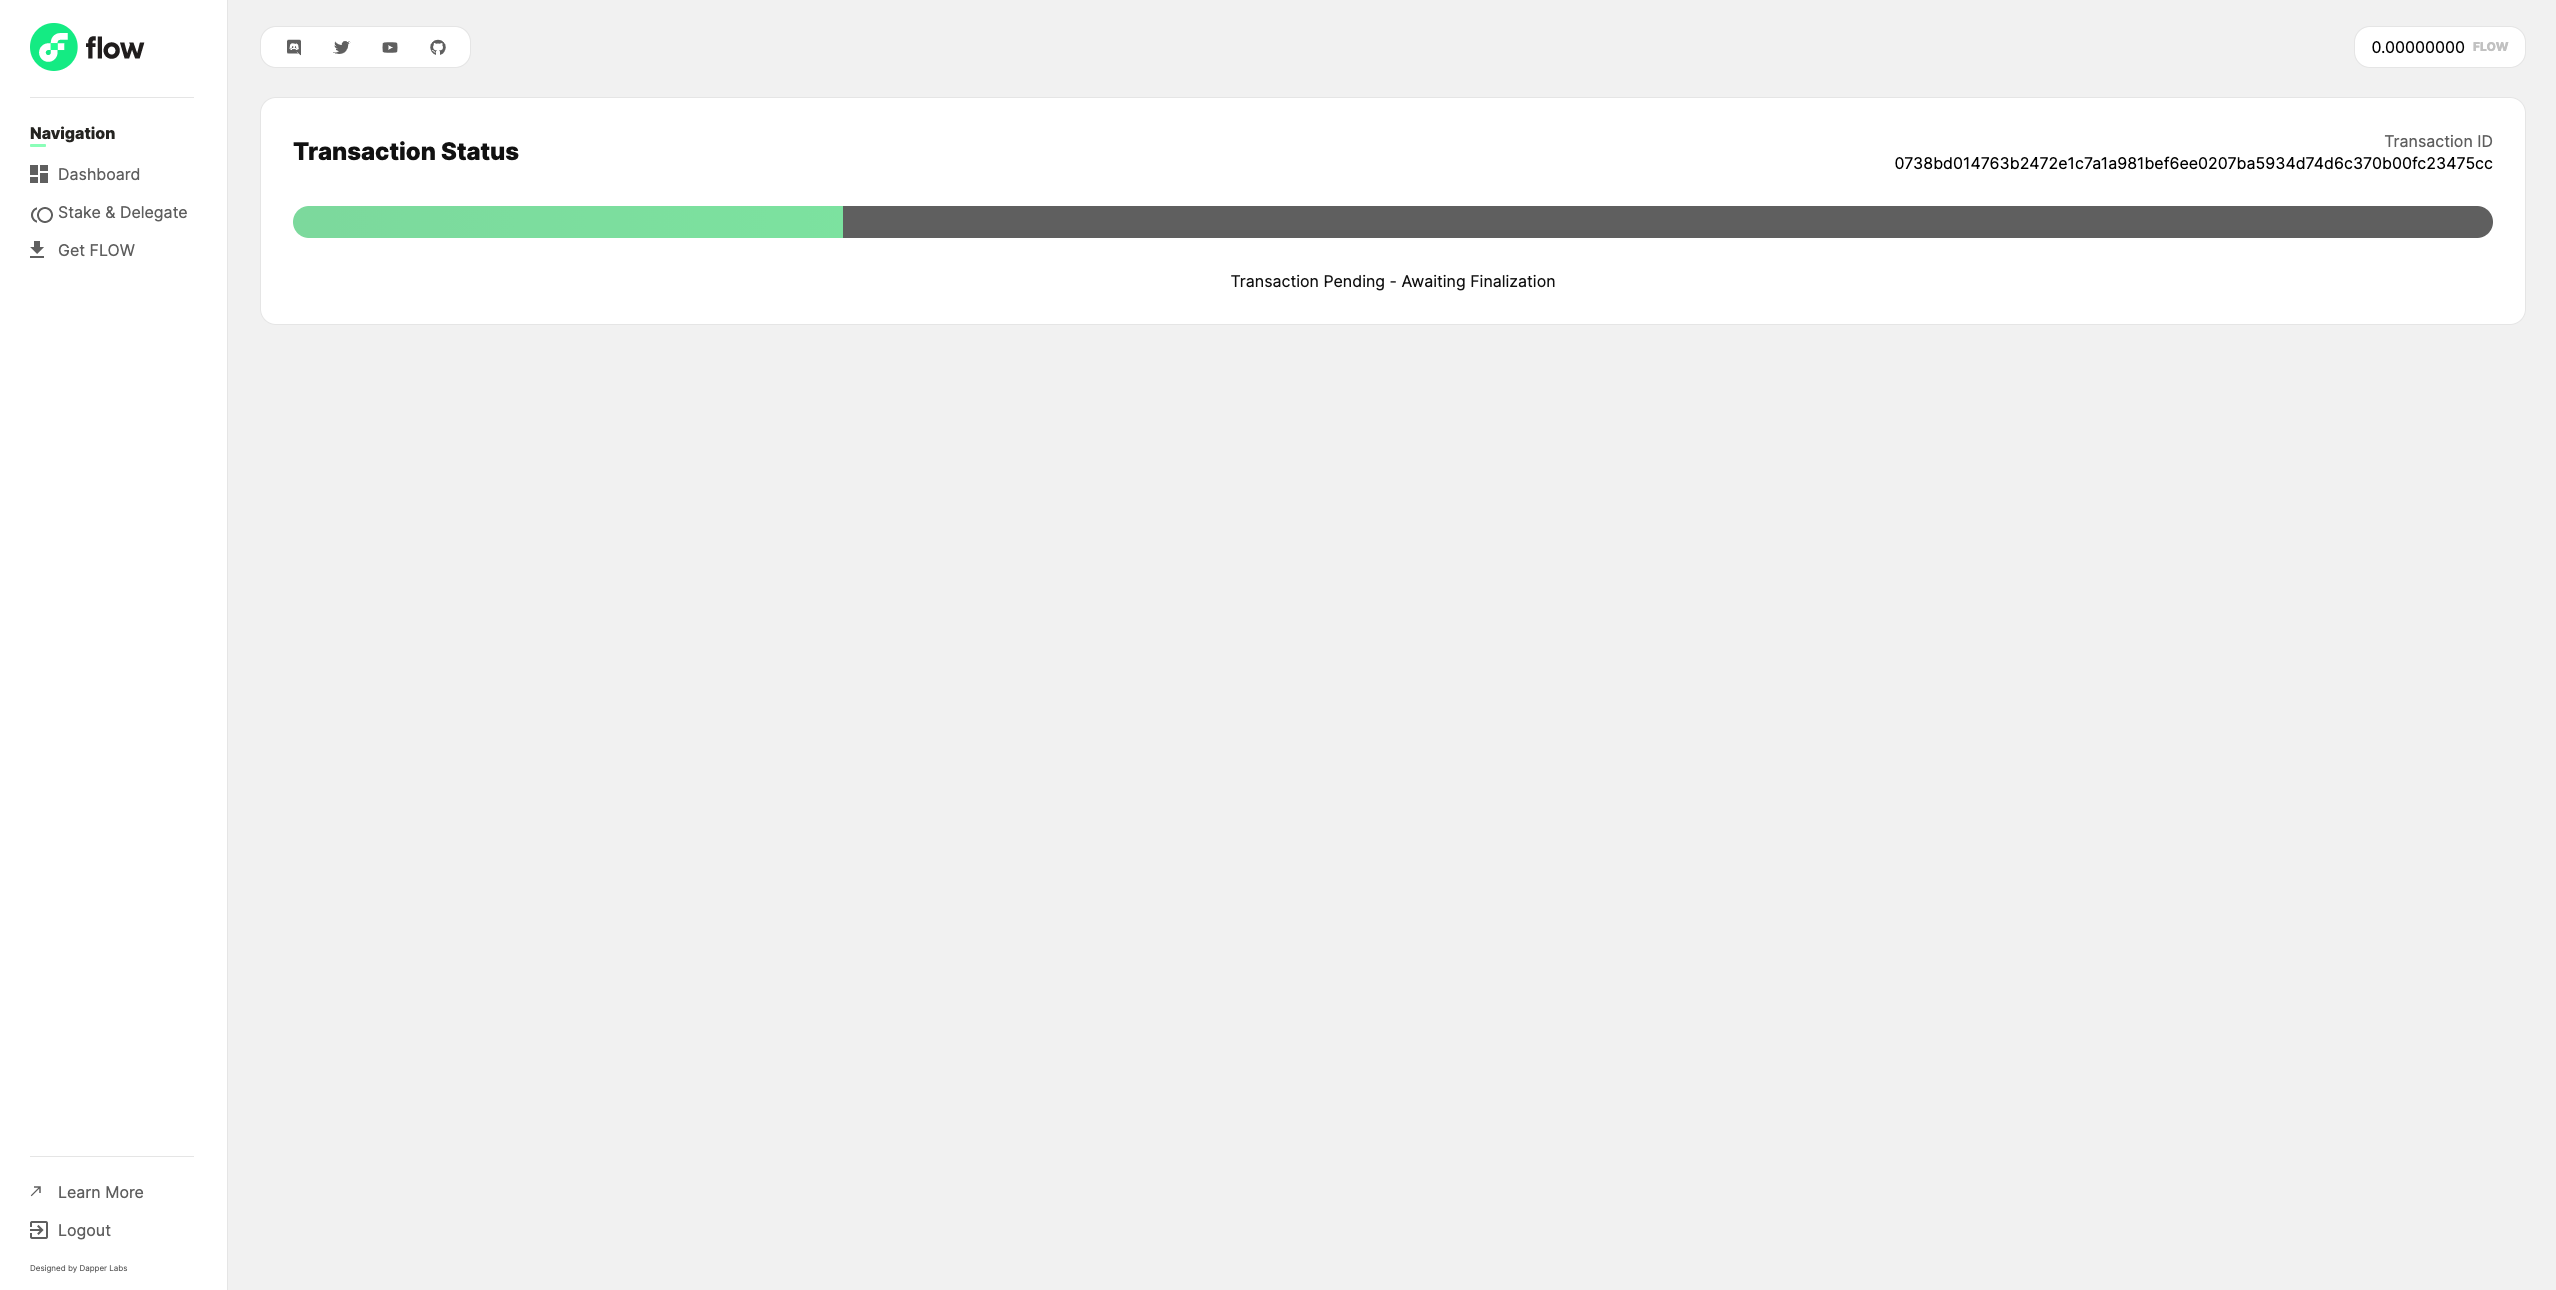 flow
Navigation
Dashboard
Stake & Delegate
Get FLOW
0.00000000 FLOW
Transaction Status
Transaction ID
0738bd014763b2472e1c7a1a981bef6ee0207ba5934d74d6c370b00fc23475cc
Transaction Pending - Awaiting Finalization
Learn More
Logout
Designed by Dapper Labs